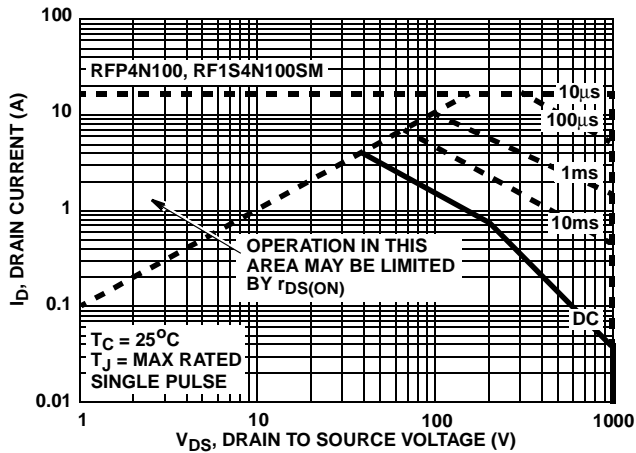 100
RFP4N100, RF1S4N100SM
10µs
10
100µs
1ms
1
10ms
OPERATION IN THIS
AREA MAY BE LIMITED
BY rDS(ON)
0.1
DC
TC = 25°C
TJ = MAX RATED
SINGLE PULSE
0.01
1
10
100
1000
VDS, DRAIN TO SOURCE VOLTAGE (V)
ID, DRAIN CURRENT (A)